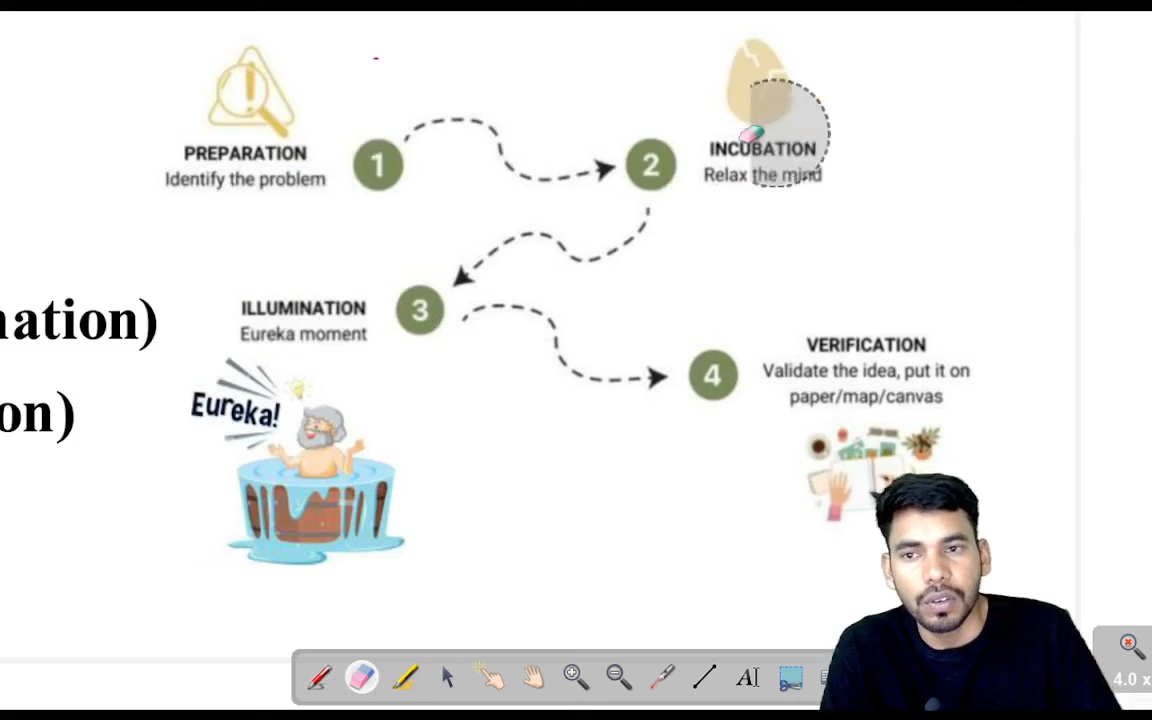 PREPARATION
Identify the problem
1
2
INCUBATION
Relax the mind
ILLUMINATION
Eureka moment
3
nation)
VERIFICATION
4
Validate the idea, put it on
paper/map/canvas
Eureka!
on)
AI
4.0 x